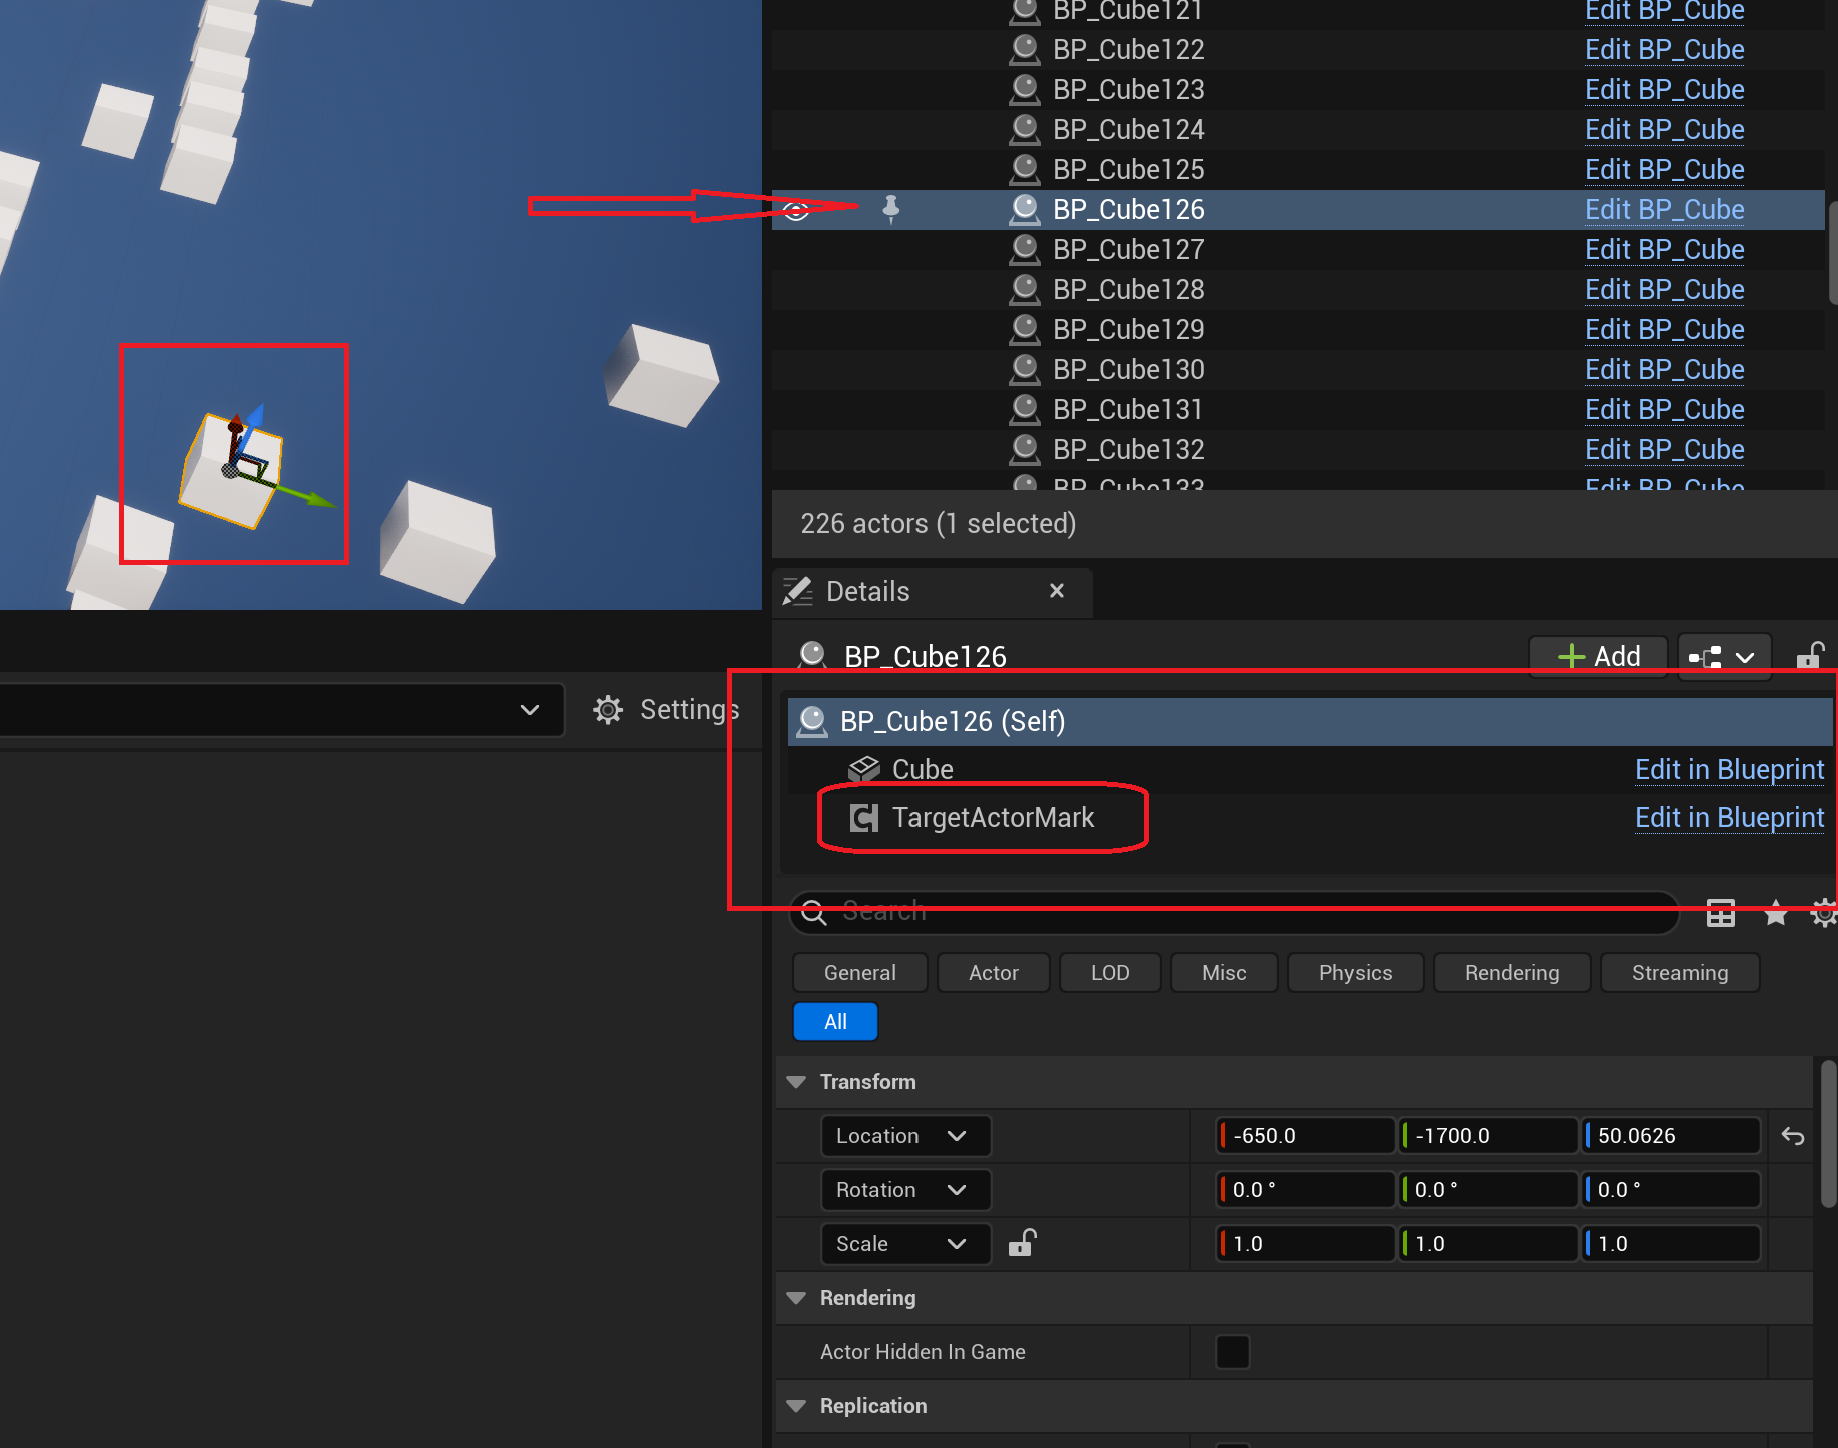 BP_Cube121 Edit BP_Cube
BP_Cube122 Edit BP_Cube
BP_Cube123 Edit BP_Cube
BP_Cube124 Edit BP_Cube
BP_Cube125 Edit BP_Cube
BP_Cube126 Edit BP_Cube
BP_Cube127 Edit BP_Cube
BP_Cube128 Edit BP_Cube
BP_Cube129 Edit BP_Cube
BP_Cube130 Edit BP_Cube
BP_Cube131 Edit BP_Cube
BP_Cube132 Edit BP_Cube
BP_Cube133 Edit BP_Cube
226 actors (1 selected)
Details
BP_Cube126 Add
Settings
BP_Cube126 (Self)
Cube Edit in Blueprint
TargetActorMark Edit in Blueprint
Search
General Actor LOD Misc Physics Rendering Streaming
All
Transform
Location -650.0 -1700.0 50.0626
Rotation 0.0 ° 0.0 ° 0.0 °
Scale 1.0 1.0 1.0
Rendering
Actor Hidden In Game
Replication